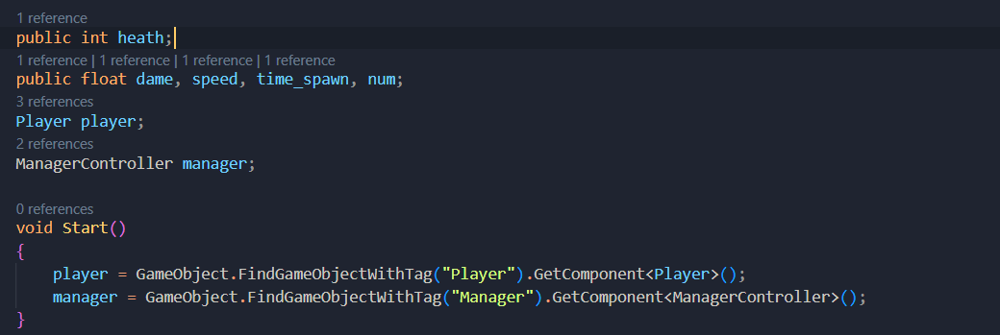 1 reference
public int heath;
1 reference | 1 reference | 1 reference | 1 reference
public float dame, speed, time_spawn, num;
3 references
Player player;
2 references
ManagerController manager;
0 references
void Start()
{
player = GameObject.FindGameObjectWithTag("Player").GetComponent<Player>();
manager = GameObject.FindGameObjectWithTag("Manager").GetComponent<ManagerController>();
}